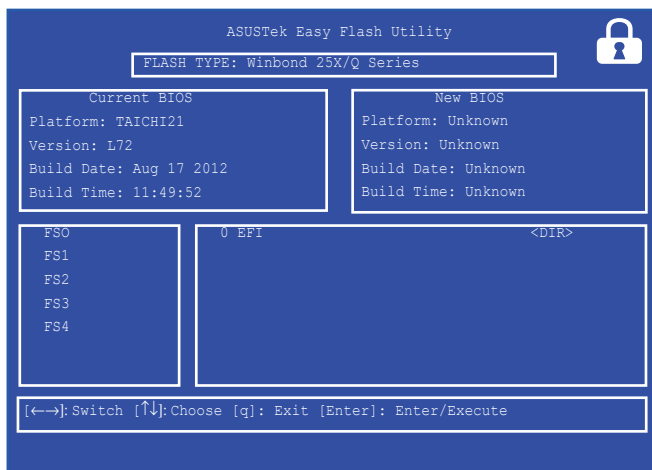 ASUSTek Easy Flash Utility
FLASH TYPE: Winbond 25X/Q Series
Current BIOS
Platform: TAICHI21
Version: L72
Build Date: Aug 17 2012
Build Time: 11:49:52
New BIOS
Platform: Unknown
Version: Unknown
Build Date: Unknown
Build Time: Unknown
FSO
FS1
FS2
FS3
FS4
0 EFI <DIR>
[←→]: Switch [↑↓]: Choose [q]: Exit [Enter]: Enter/Execute